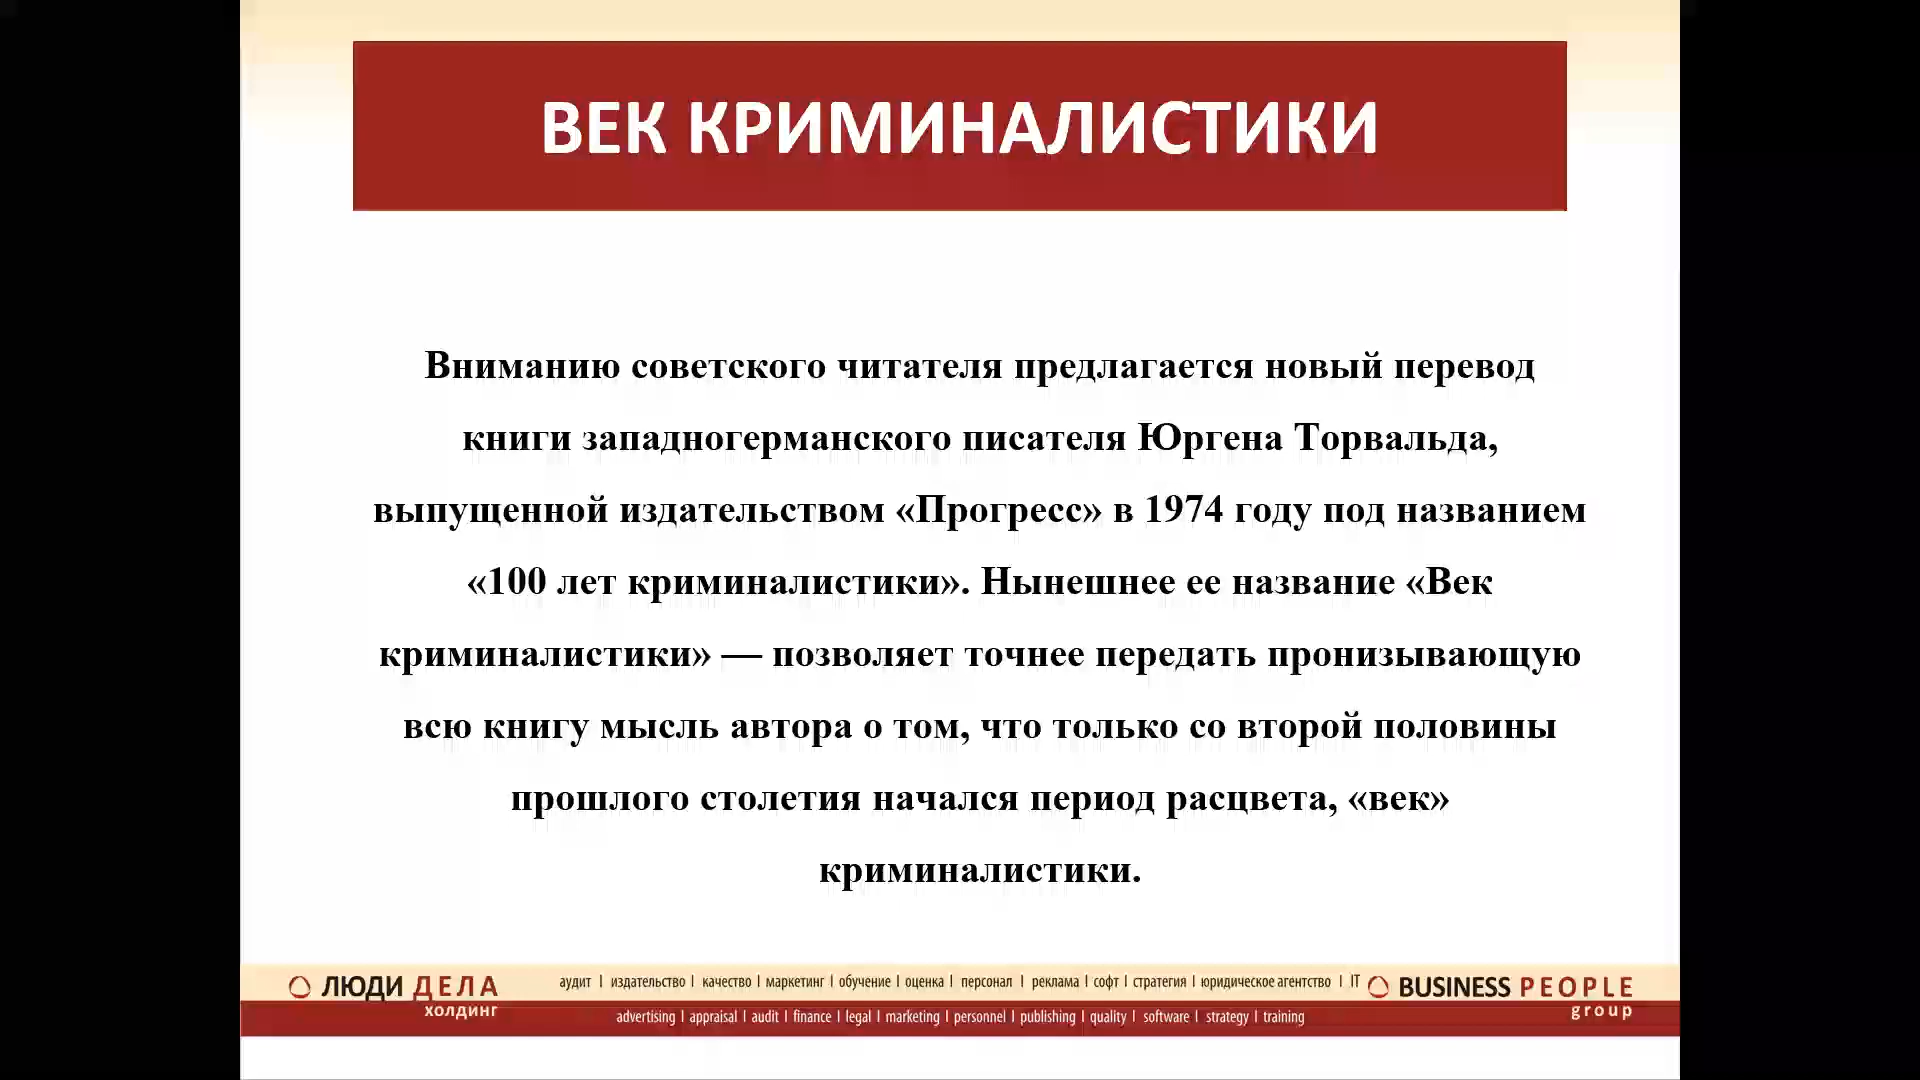 ВЕК КРИМИНАЛИСТИКИ
Вниманию советского читателя предлагается новый перевод
книги западногерманского писателя Юргена Торвальда,
выпущенной издательством «Прогресс» в 1974 году под названием
«100 лет криминалистики». Нынешнее ее название «Век
криминалистики» — позволяет точнее передать пронизывающую
всю книгу мысль автора о том, что только со второй половины
прошлого столетия начался период расцвета, «век»
криминалистики.
ЛЮДИ ДЕЛА
холдинг
аудит | издательство | качество | маркетинг | обучение | оценка | персонал | реклама | софт | стратегия | юридическое агентство | IT
advertising | appraisal | audit | finance | legal | marketing | personnel | publishing | quality | software | strategy | training
BUSINESS PEOPLE
group